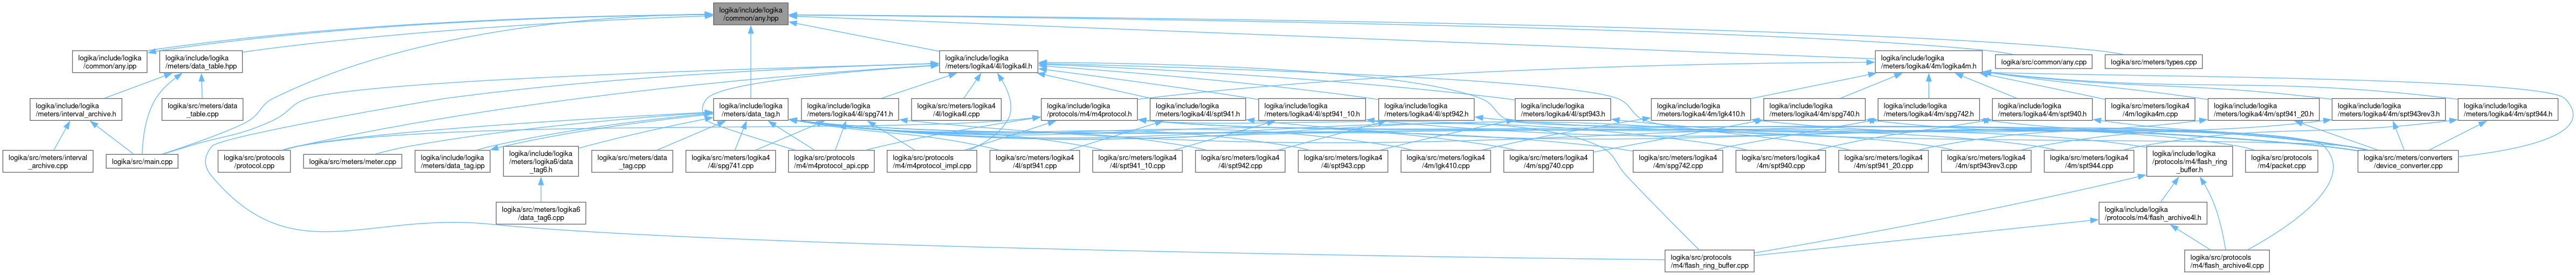 logika/include/logika
/common/any.hpp
logika/include/logika
/common/any.ipp
logika/include/logika
/meters/data_table.hpp
logika/include/logika
/meters/logika4/4l/logika4l.h
logika/include/logika
/meters/logika4/4m/logika4m.h
logika/src/common/any.cpp
logika/src/meters/types.cpp
logika/include/logika
/meters/interval_archive.h
logika/src/meters/data
_table.cpp
logika/include/logika
/meters/data_tag.h
logika/include/logika
/meters/logika4/4l/spg741.h
logika/src/meters/logika4
/4l/logika4l.cpp
logika/include/logika
/protocols/m4/m4protocol.h
logika/include/logika
/meters/logika4/4l/spt941.h
logika/include/logika
/meters/logika4/4l/spt941_10.h
logika/include/logika
/meters/logika4/4l/spt942.h
logika/include/logika
/meters/logika4/4l/spt943.h
logika/include/logika
/meters/logika4/4m/lgk410.h
logika/include/logika
/meters/logika4/4m/spg740.h
logika/include/logika
/meters/logika4/4m/spg742.h
logika/include/logika
/meters/logika4/4m/spt940.h
logika/src/meters/logika4
/4m/logika4m.cpp
logika/include/logika
/meters/logika4/4m/spt941_20.h
logika/include/logika
/meters/logika4/4m/spt943rev3.h
logika/include/logika
/meters/logika4/4m/spt944.h
logika/src/meters/interval
_archive.cpp
logika/src/main.cpp
logika/src/protocols
/protocol.cpp
logika/src/meters/meter.cpp
logika/include/logika
/meters/data_tag.ipp
logika/include/logika
/meters/logika6/data
_tag6.h
logika/src/meters/data
_tag.cpp
logika/src/meters/logika4
/4l/spg741.cpp
logika/src/protocols
/m4/m4protocol_api.cpp
logika/src/protocols
/m4/m4protocol_impl.cpp
logika/src/meters/logika4
/4l/spt941.cpp
logika/src/meters/logika4
/4l/spt941_10.cpp
logika/src/meters/logika4
/4l/spt942.cpp
logika/src/meters/logika4
/4l/spt943.cpp
logika/src/meters/logika4
/4m/lgk410.cpp
logika/src/meters/logika4
/4m/spg740.cpp
logika/src/meters/logika4
/4m/spg742.cpp
logika/src/meters/logika4
/4m/spt940.cpp
logika/src/meters/logika4
/4m/spt941_20.cpp
logika/src/meters/logika4
/4m/spt943rev3.cpp
logika/src/meters/logika4
/4m/spt944.cpp
logika/include/logika
/protocols/m4/flash_ring
_buffer.h
logika/src/protocols
/m4/packet.cpp
logika/src/meters/converters
/device_converter.cpp
logika/src/meters/logika6
/data_tag6.cpp
logika/include/logika
/protocols/m4/flash_archive4l.h
logika/src/protocols
/m4/flash_ring_buffer.cpp
logika/src/protocols
/m4/flash_archive4l.cpp